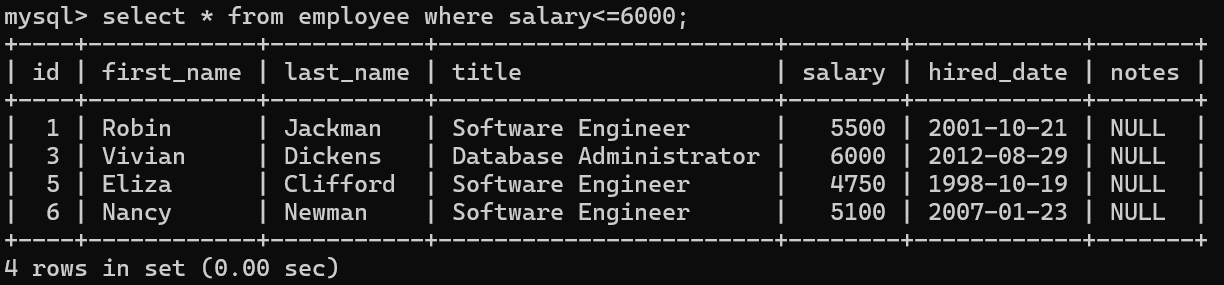 mysql> select * from employee where salary<=6000;
+----+------------+-----------+------------------------+--------+------------+-------+
| id | first_name | last_name | title                  | salary | hired_date | notes |
+----+------------+-----------+------------------------+--------+------------+-------+
|  1 | Robin      | Jackman   | Software Engineer      |   5500 | 2001-10-21 | NULL  |
|  3 | Vivian     | Dickens   | Database Administrator |   6000 | 2012-08-29 | NULL  |
|  5 | Eliza      | Clifford  | Software Engineer      |   4750 | 1998-10-19 | NULL  |
|  6 | Nancy      | Newman    | Software Engineer      |   5100 | 2007-01-23 | NULL  |
+----+------------+-----------+------------------------+--------+------------+-------+
4 rows in set (0.00 sec)